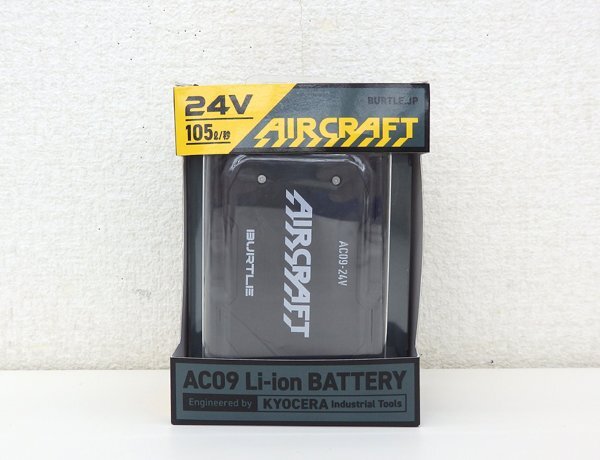 24V
105ℓ/秒
BURTLE.JP
AIRCRAFT
AIRCRAFT
AC09-24V
BURTLE
AC09 Li-ion BATTERY
Engineered by KYOCERA Industrial Tools